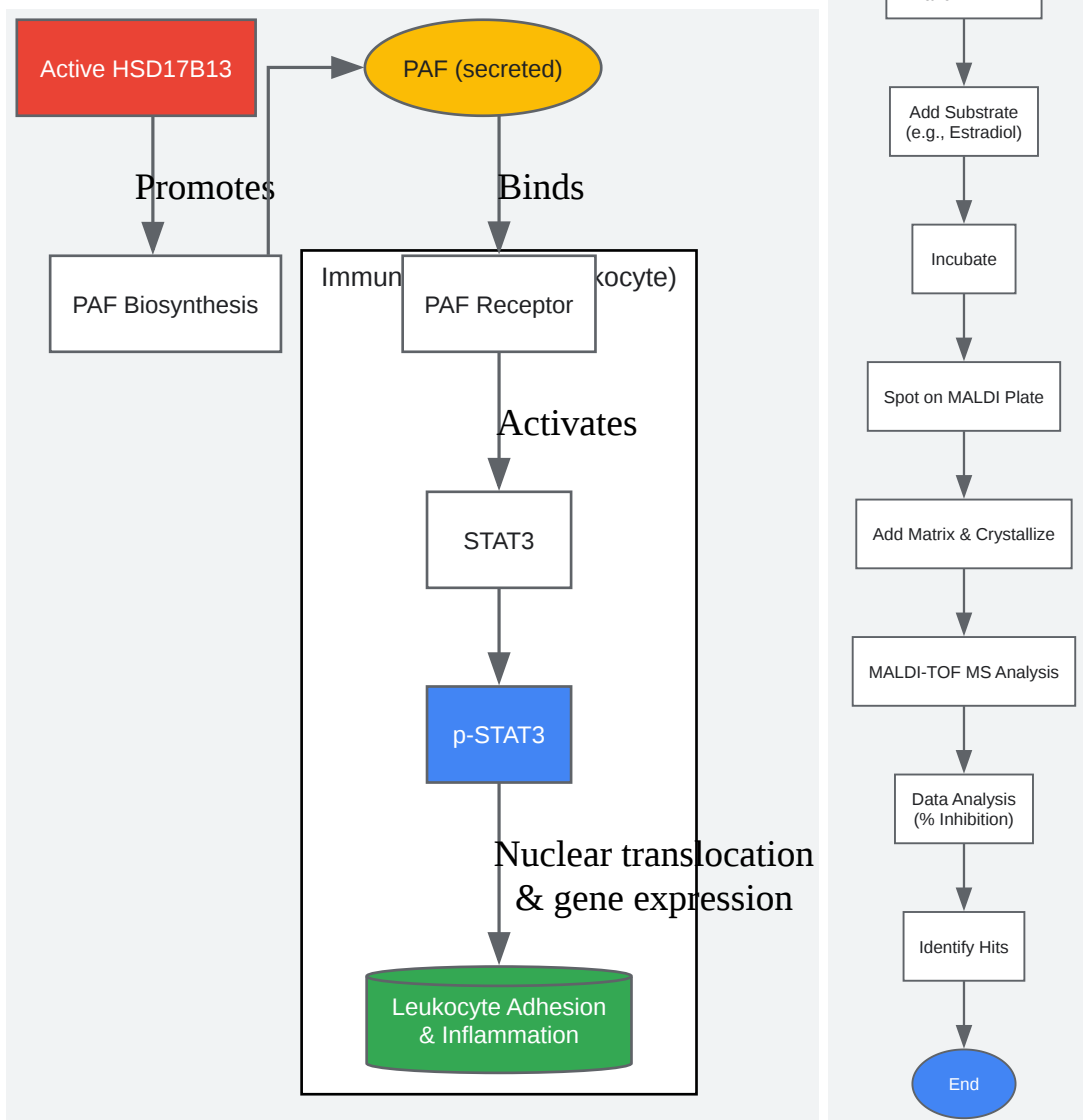 Active HSD17B13
PAF (secreted)
Promotes
Binds
PAF Biosynthesis
Immun
kocyte)
PAF Receptor
Activates
STAT3
p-STAT3
Nuclear translocation
& gene expression
Leukocyte Adhesion
& Inflammation
Add Substrate
(e.g., Estradiol)
Incubate
Spot on MALDI Plate
Add Matrix & Crystallize
MALDI-TOF MS Analysis
Data Analysis
(% Inhibition)
Identify Hits
End